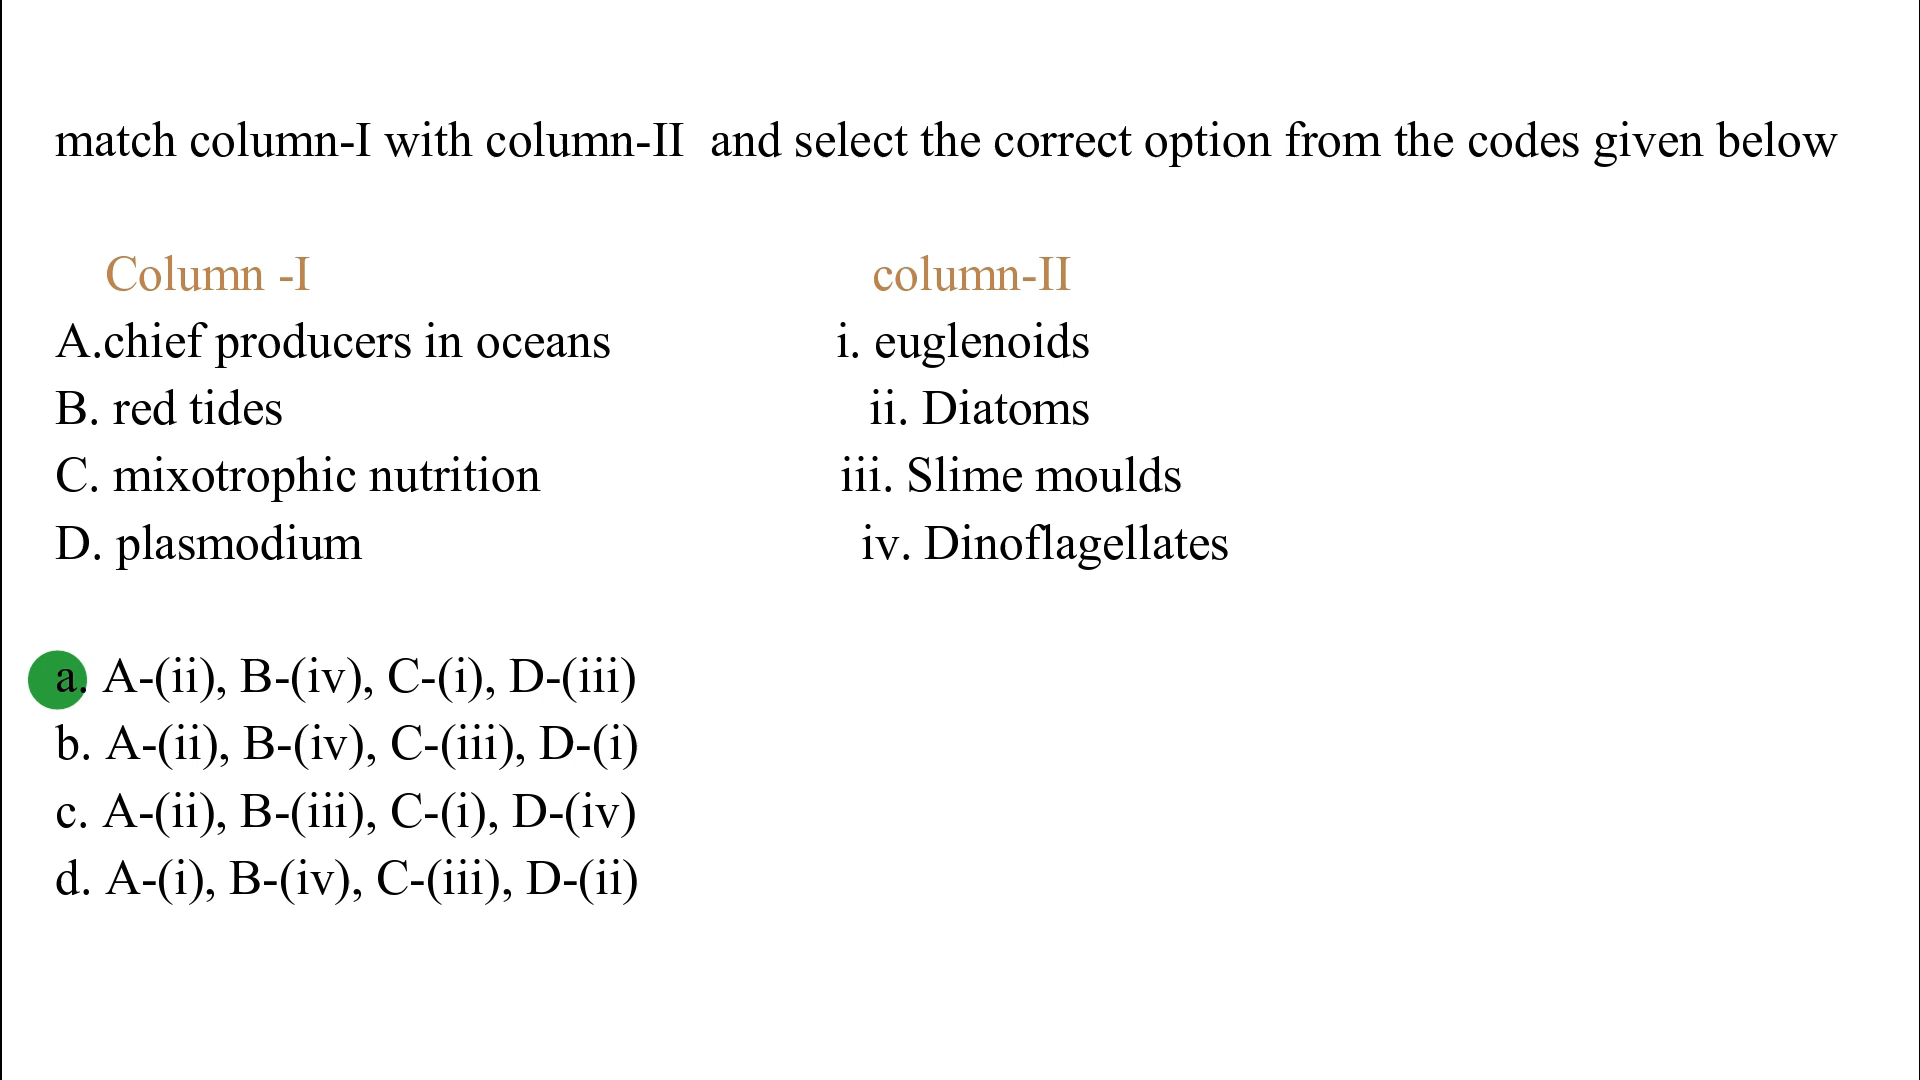 match column-I with column-II  and select the correct option from the codes given below
Column -I column-II
A.chief producers in oceans i. euglenoids
B. red tides ii. Diatoms
C. mixotrophic nutrition iii. Slime moulds
D. plasmodium iv. Dinoflagellates
a. A-(ii), B-(iv), C-(i), D-(iii)
b. A-(ii), B-(iv), C-(iii), D-(i)
c. A-(ii), B-(iii), C-(i), D-(iv)
d. A-(i), B-(iv), C-(iii), D-(ii)